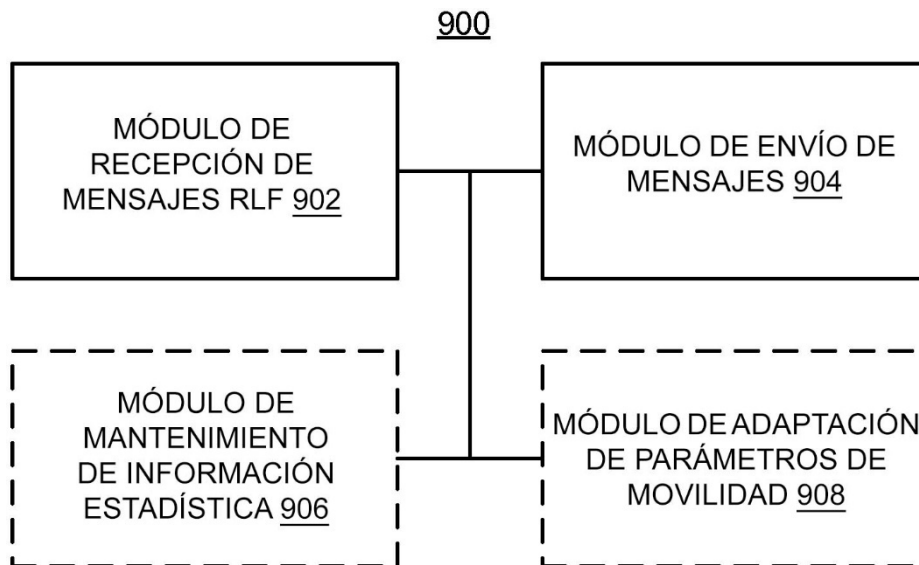 900
MÓDULO DE
RECEPCIÓN DE
MENSAJES RLF 902
MÓDULO DE ENVÍO DE
MENSAJES 904
MÓDULO DE
MANTENIMIENTO
DE INFORMACIÓN
ESTADÍSTICA 906
MÓDULO DE ADAPTACIÓN
DE PARÁMETROS DE
MOVILIDAD 908